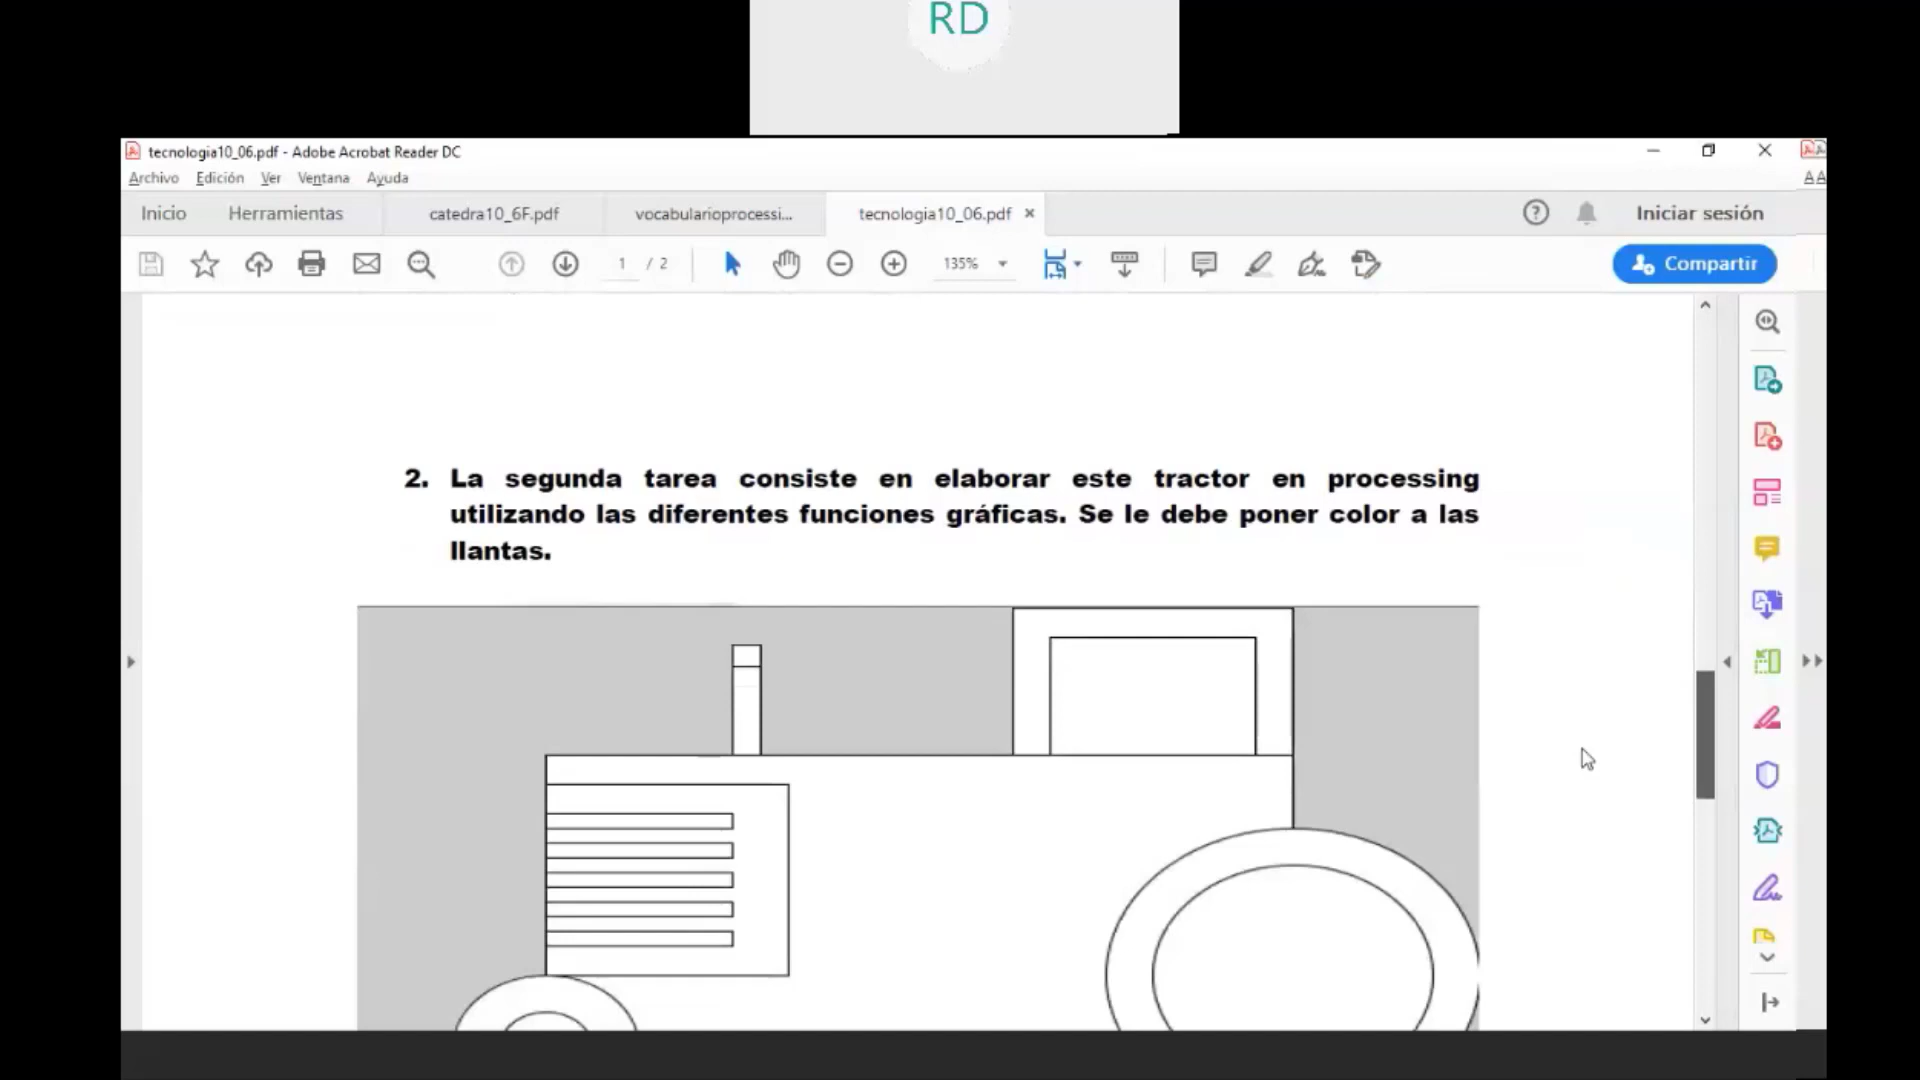 RD
tecnologia10_06.pdf - Adobe Acrobat Reader DC
Archivo Edición Ver Ventana Ayuda
Inicio Herramientas catedra10_6F.pdf vocabularioprocessi... tecnologia10_06.pdf × Iniciar sesión
1 / 2 135% Compartir
2. La segunda tarea consiste en elaborar este tractor en processing
utilizando las diferentes funciones gráficas. Se le debe poner color a las
llantas.